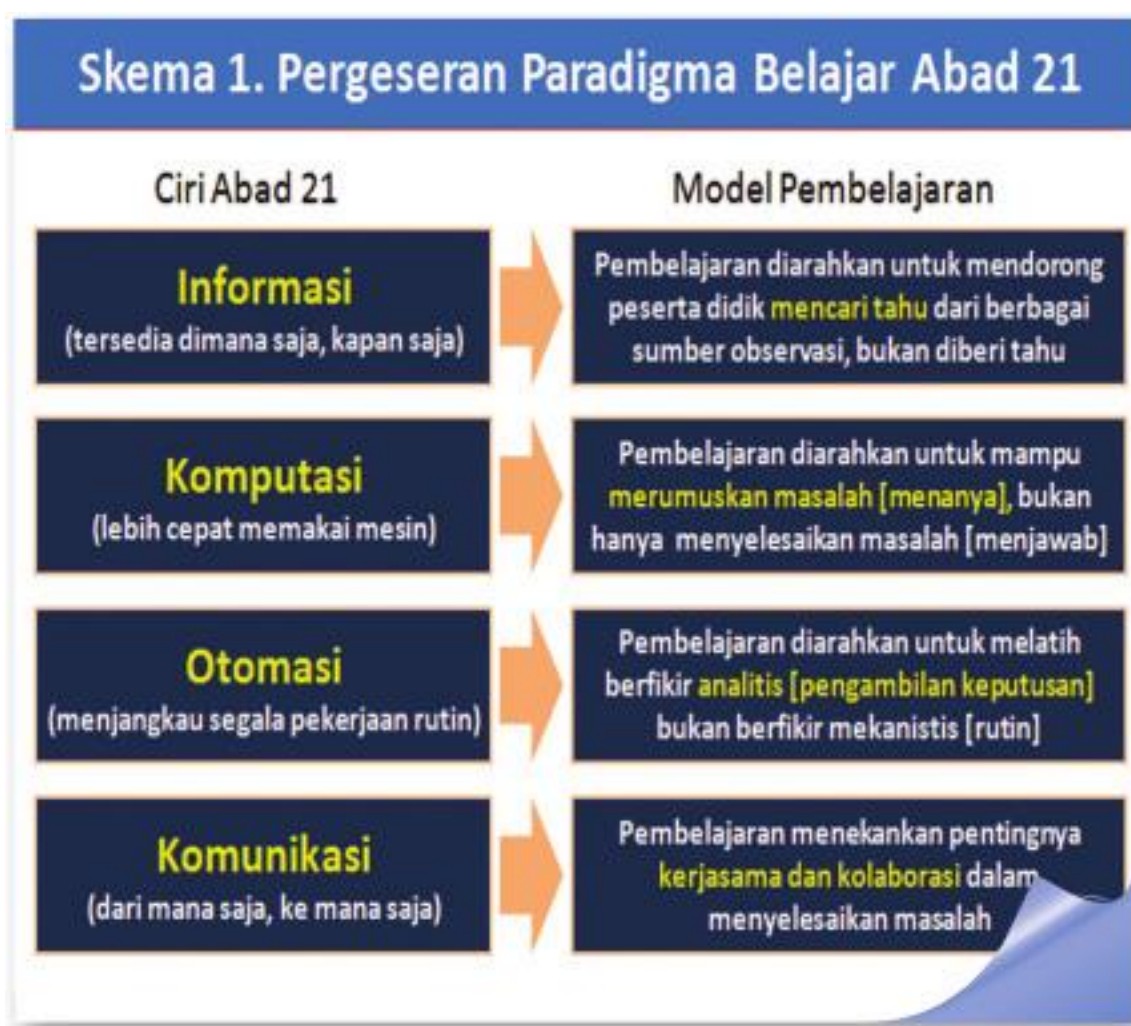 Skema 1. Pergeseran Paradigma Belajar Abad 21
Ciri Abad 21
Model Pembelajaran
Informasi
(tersedia dimana saja, kapan saja)
Pembelajaran diarahkan untuk mendorong
peserta didik mencari tahu dari berbagai
sumber observasi, bukan diberi tahu
Komputasi
(lebih cepat memakai mesin)
Pembelajaran diarahkan untuk mampu
merumuskan masalah [menanya], bukan
hanya menyelesaikan masalah [menjawab]
Otomasi
(menjangkau segala pekerjaan rutin)
Pembelajaran diarahkan untuk melatih
berfikir analitis [pengambilan keputusan]
bukan berfikir mekanistis [rutin]
Komunikasi
(dari mana saja, ke mana saja)
Pembelajaran menekankan pentingnya
kerjasama dan kolaborasi dalam
menyelesaikan masalah